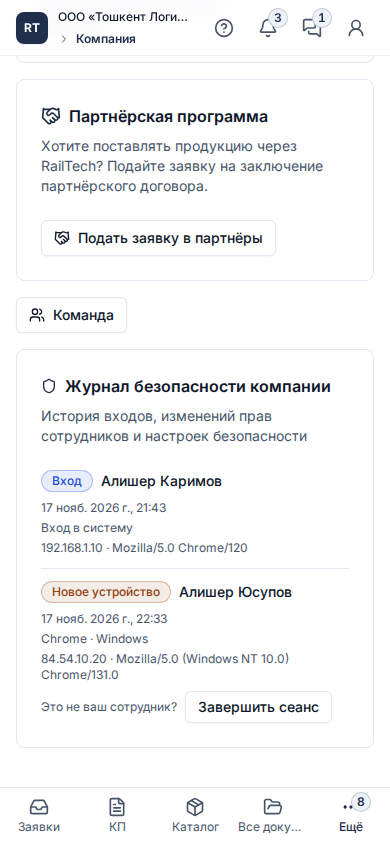 RT
ООО «Тошкент Логи...
Компания
3
1
Партнёрская программа
Хотите поставлять продукцию через
RailTech? Подайте заявку на заключение
партнёрского договора.
Подать заявку в партнёры
Команда
Журнал безопасности компании
История входов, изменений прав
сотрудников и настроек безопасности
Вход Алишер Каримов
17 нояб. 2026 г., 21:43
Вход в систему
192.168.1.10 · Mozilla/5.0 Chrome/120
Новое устройство Алишер Юсупов
17 нояб. 2026 г., 22:33
Chrome · Windows
84.54.10.20 · Mozilla/5.0 (Windows NT 10.0)
Chrome/131.0
Это не ваш сотрудник? Завершить сеанс
8
Заявки КП Каталог Все доку... Ещё